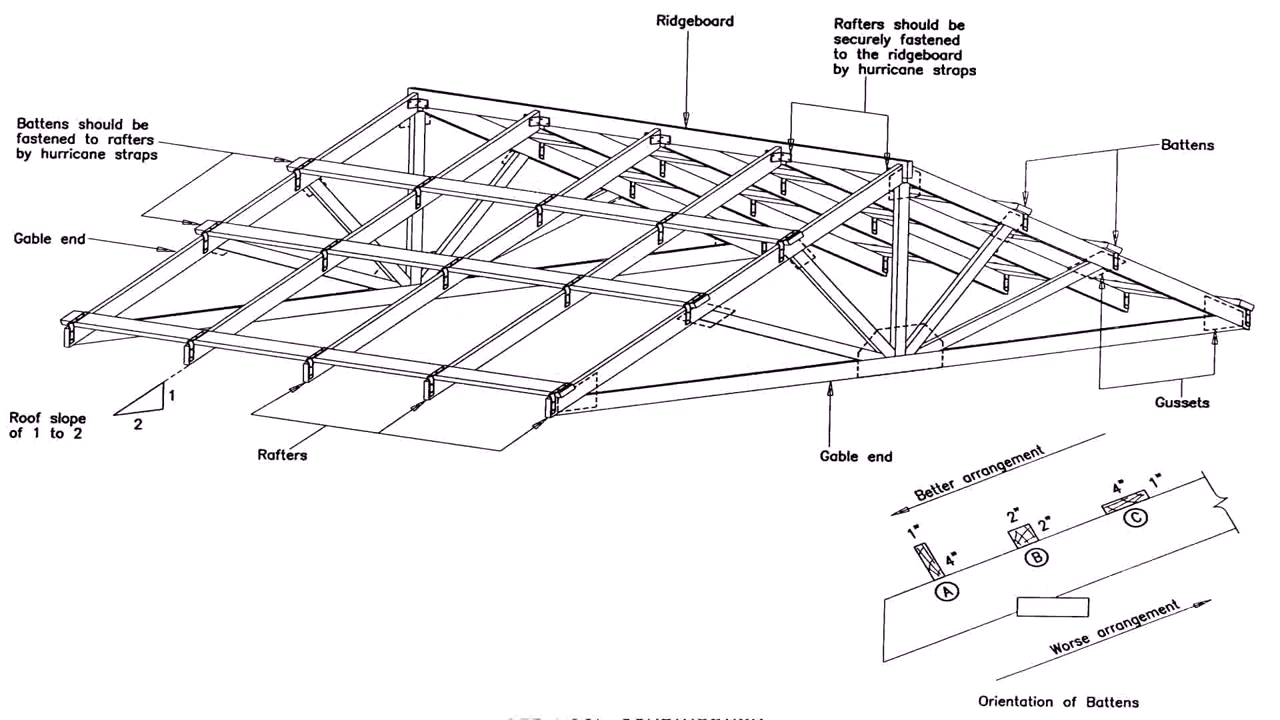 Ridgeboard
Rafters should be
securely fastened
to the ridgeboard
by hurricane straps
Battens should be
fastened to rafters
by hurricane straps
Battens
Gable end
Roof slope
of 1 to 2
1
2
Rafters
Gable end
Gussets
Better arrangement
1"
4"
A
2"
2"
B
4"
1"
C
Worse arrangement
Orientation of Battens